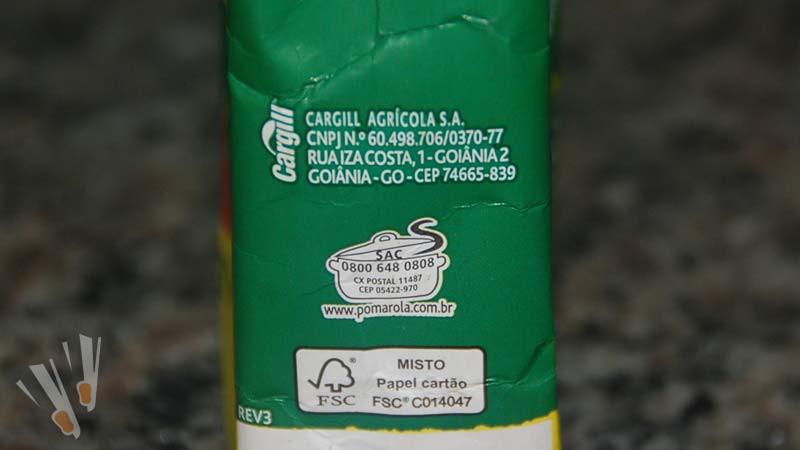 Cargill
CARGILL AGRÍCOLA S.A.
CNPJ N.º 60.498.706/0370-77
RUA IZA COSTA, 1 - GOIÂNIA 2
GOIÂNIA - GO - CEP 74665-839
SAC
0800 648 0808
CX POSTAL 11487
CEP 05422-970
www.pomarola.com.br
FSC
MISTO
Papel cartão
FSC® C014047
REV3